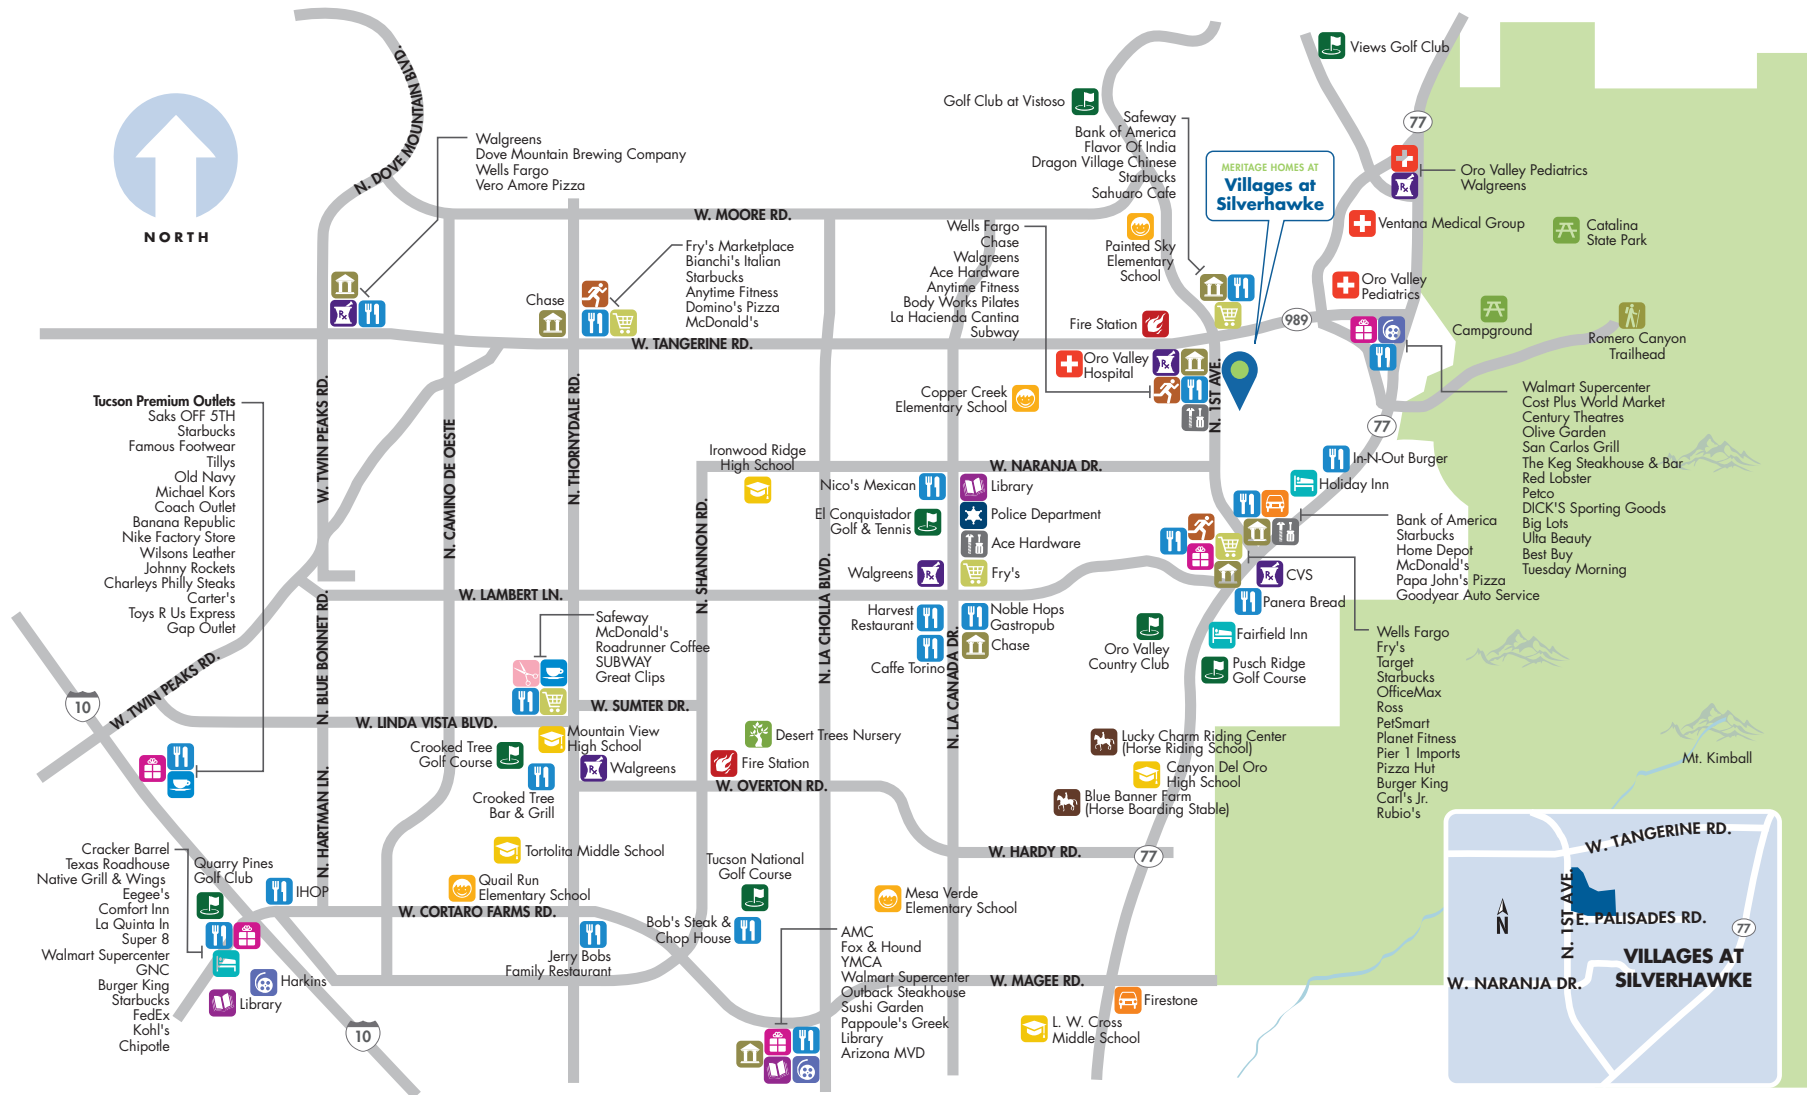 NORTH
N. DOVE MOUNTAIN BLVD.
Walgreens
Dove Mountain Brewing Company
Wells Fargo
Vero Amore Pizza
Golf Club at Vistoso
Views Golf Club
77
Safeway
Bank of America
Flavor Of India
Dragon Village Chinese
Starbucks
Sahuaro Cafe
MERITAGE HOMES AT
Villages at
Silverhawke
Oro Valley Pediatrics
Walgreens
Ventana Medical Group
Catalina
State Park
W. MOORE RD.
Painted Sky
Elementary
School
Fry's Marketplace
Bianchi's Italian
Starbucks
Anytime Fitness
Domino's Pizza
McDonald's
Chase
Wells Fargo
Chase
Walgreens
Ace Hardware
Anytime Fitness
Body Works Pilates
La Hacienda Cantina
Subway
Oro Valley
Pediatrics
Fire Station
989
Campground
Romero Canyon
Trailhead
W. TANGERINE RD.
Oro Valley
Hospital
Copper Creek
Elementary School
N. 1ST AVE.
77
Walmart Supercenter
Cost Plus World Market
Century Theatres
Olive Garden
San Carlos Grill
The Keg Steakhouse & Bar
Red Lobster
Petco
DICK'S Sporting Goods
Big Lots
Ulta Beauty
Best Buy
Tuesday Morning
Tucson Premium Outlets
Saks OFF 5TH
Starbucks
Famous Footwear
Tillys
Old Navy
Michael Kors
Coach Outlet
Banana Republic
Nike Factory Store
Wilsons Leather
Johnny Rockets
Charleys Philly Steaks
Carter's
Toys R Us Express
Gap Outlet
N. TWIN PEAKS RD.
N. CAMINO DE OESTE
N. THORNYDALE RD.
N. SHANNON RD.
N. LA CHOLLA BLVD.
N. LA CANADA DR.
Ironwood Ridge
High School
W. NARANJA DR.
In-N-Out Burger
Holiday Inn
Nico's Mexican
Library
El Conquistador
Golf & Tennis
Police Department
Ace Hardware
Walgreens
Fry's
Bank of America
Starbucks
Home Depot
McDonald's
Papa John's Pizza
Goodyear Auto Service
CVS
Panera Bread
W. LAMBERT LN.
Harvest
Restaurant
Noble Hops
Gastropub
Caffe Torino
Chase
Oro Valley
Country Club
Fairfield Inn
Pusch Ridge
Golf Course
Wells Fargo
Fry's
Target
Starbucks
OfficeMax
Ross
PetSmart
Planet Fitness
Pier 1 Imports
Pizza Hut
Burger King
Carl's Jr.
Rubio's
N. BLUE BONNET RD.
Safeway
McDonald's
Roadrunner Coffee
SUBWAY
Great Clips
W. TWIN PEAKS RD.
10
W. SUMTER DR.
W. LINDA VISTA BLVD.
Mountain View
High School
Crooked Tree
Golf Course
Walgreens
Crooked Tree
Bar & Grill
Desert Trees Nursery
Fire Station
W. OVERTON RD.
Lucky Charm Riding Center
(Horse Riding School)
Canyon Del Oro
High School
Blue Banner Farm
(Horse Boarding Stable)
Mt. Kimball
N. HARTMAN LN.
W. HARDY RD.
77
Tortolita Middle School
Quail Run
Elementary School
Tucson National
Golf Course
Mesa Verde
Elementary School
Cracker Barrel
Texas Roadhouse
Native Grill & Wings
Eegee's
Comfort Inn
La Quinta In
Super 8
Walmart Supercenter
GNC
Burger King
Starbucks
FedEx
Kohl's
Chipotle
Quarry Pines
Golf Club
IHOP
W. CORTARO FARMS RD.
Bob's Steak &
Chop House
Jerry Bobs
Family Restaurant
Harkins
Library
10
AMC
Fox & Hound
YMCA
Walmart Supercenter
Outback Steakhouse
Sushi Garden
Pappoule's Greek
Library
Arizona MVD
W. MAGEE RD.
Firestone
L. W. Cross
Middle School
W. TANGERINE RD.
N. 1ST AVE.
E. PALISADES RD.
77
N
VILLAGES AT
SILVERHAWKE
W. NARANJA DR.